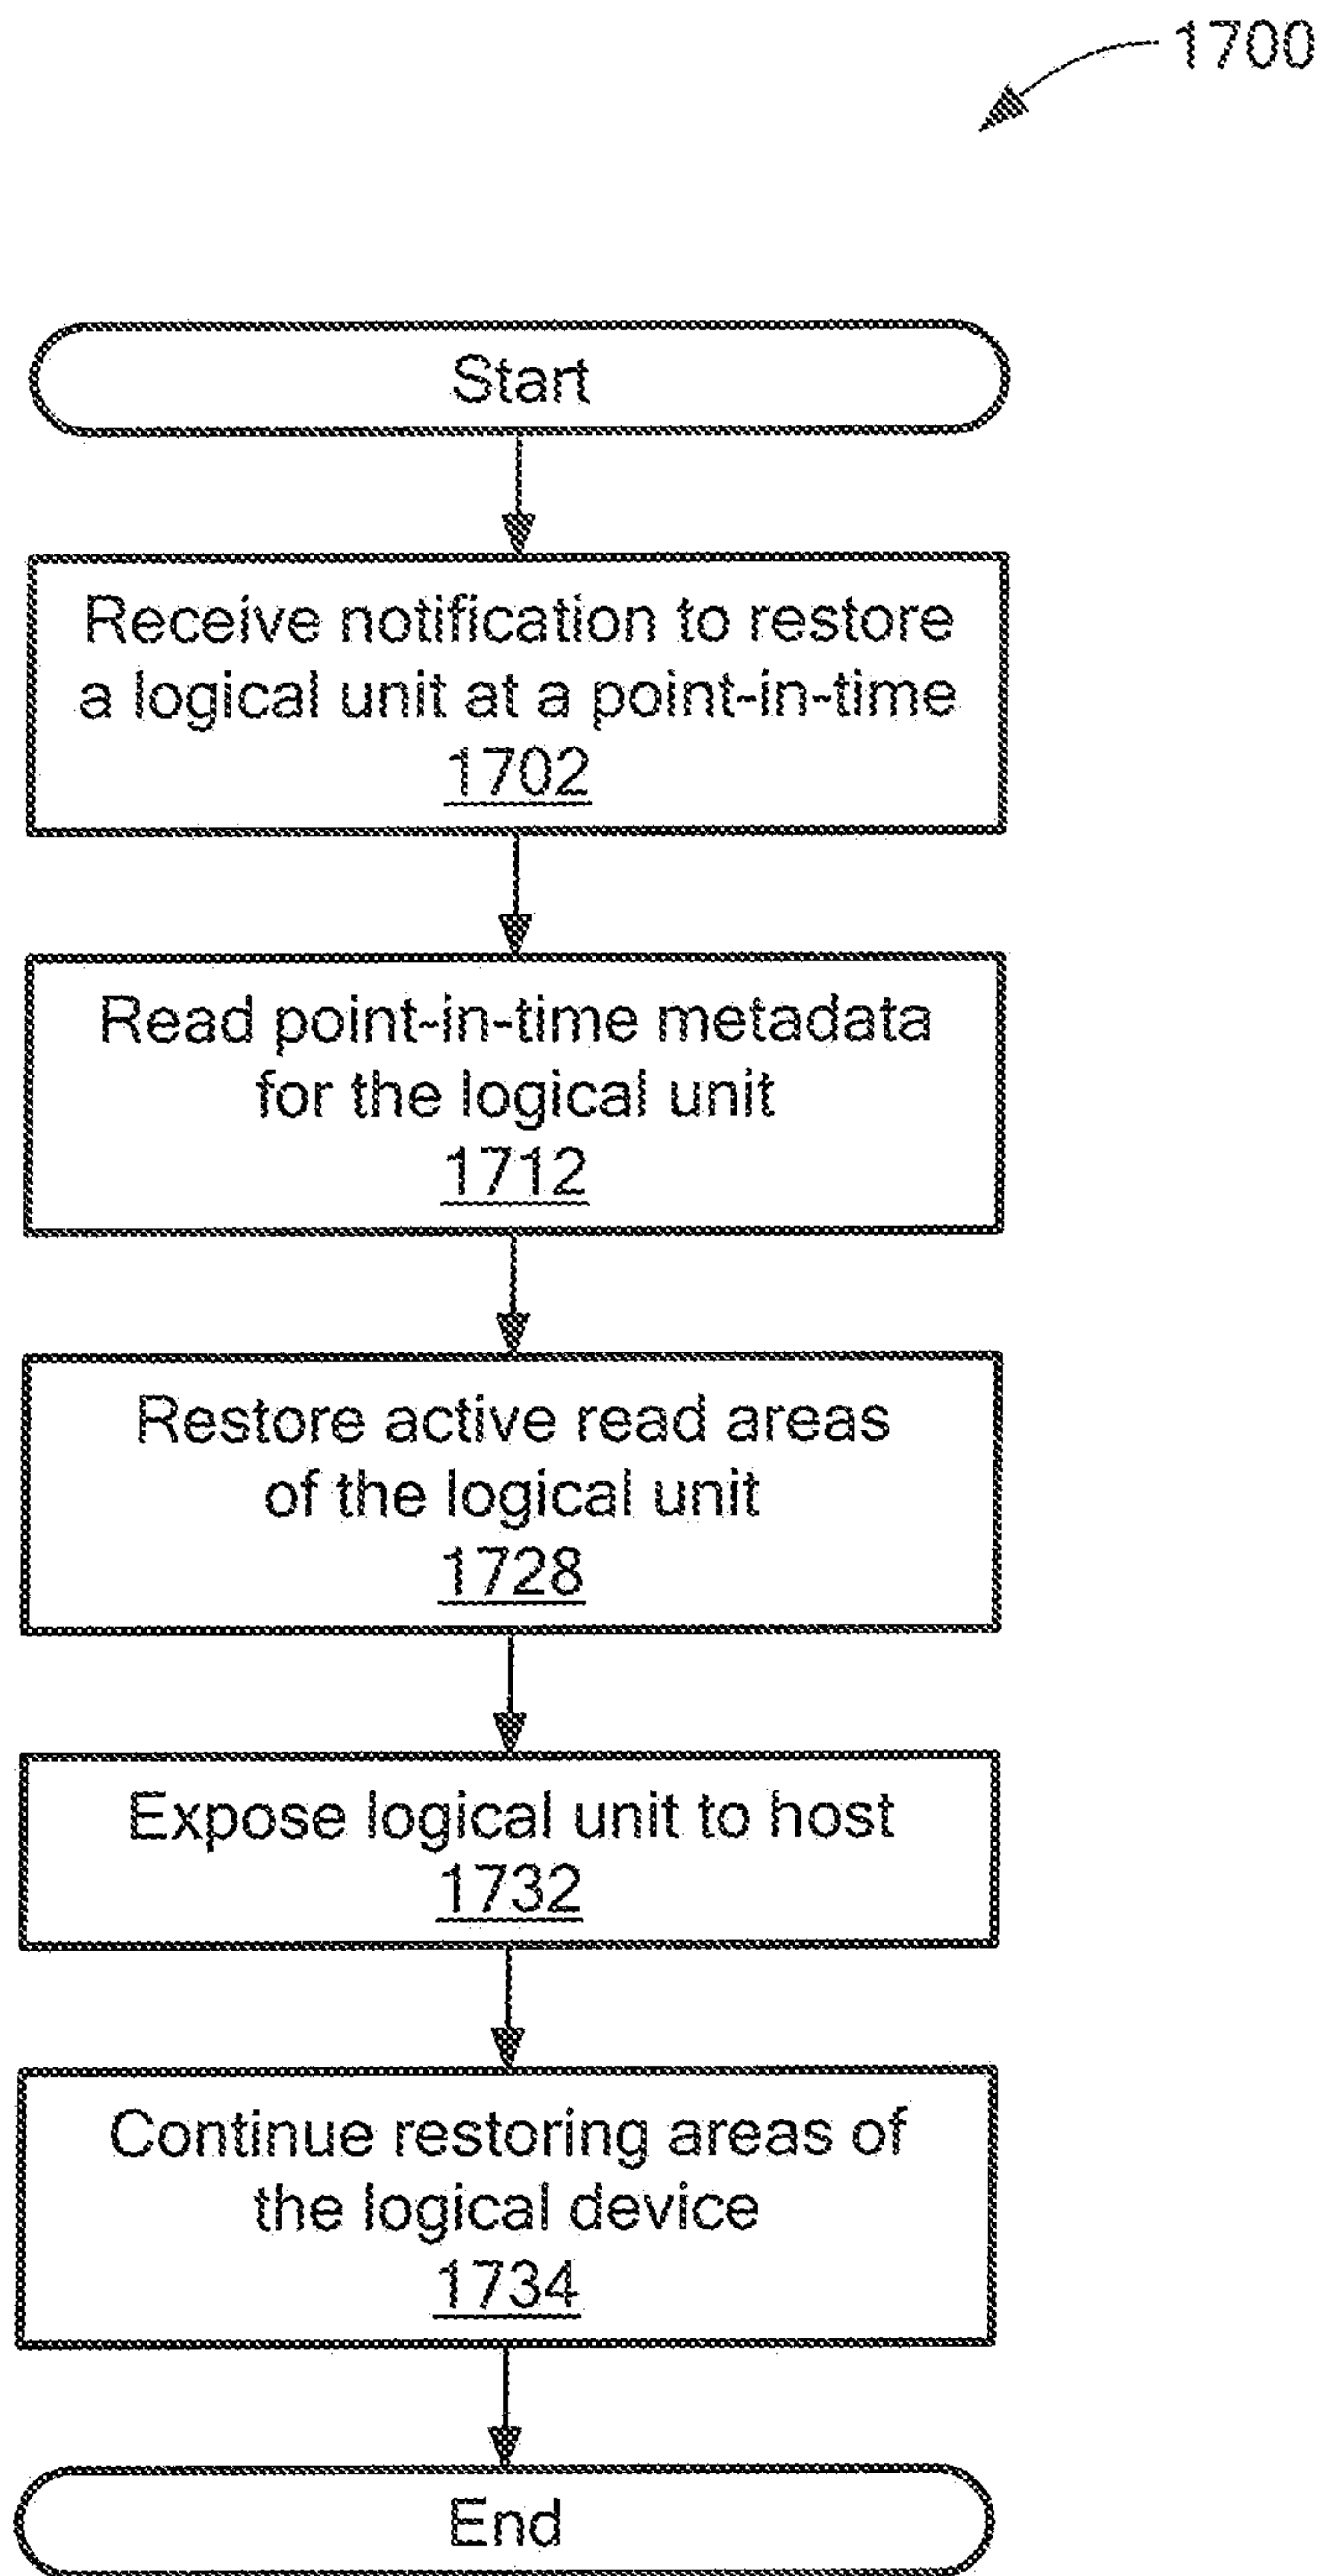 1700
Start
Receive notification to restore
a logical unit at a point-in-time
1702
Read point-in-time metadata
for the logical unit
1712
Restore active read areas
of the logical unit
1728
Expose logical unit to host
1732
Continue restoring areas of
the logical device
1734
End